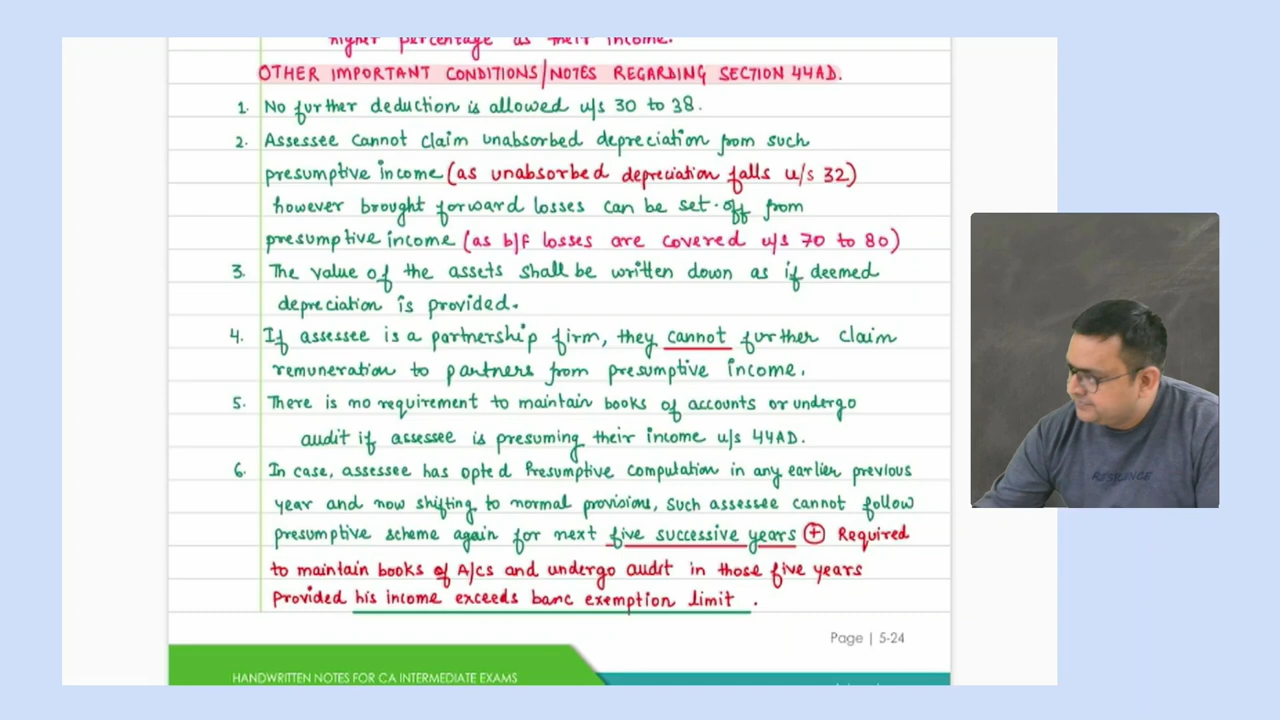 higher percentage as their income.
OTHER IMPORTANT CONDITIONS/NOTES REGARDING SECTION 44AD.
1. No further deduction is allowed u/s 30 to 38.
2. Assessee cannot claim unabsorbed depreciation from such
presumptive income (as unabsorbed depreciation falls u/s 32)
however brought forward losses can be set-off from
presumptive income (as b/F losses are covered u/s 70 to 80)
3. The value of the assets shall be written down as if deemed
depreciation is provided.
4. If assessee is a partnership firm, they cannot further claim
remuneration to partners from presumptive income.
5. There is no requirement to maintain books of accounts or undergo
audit if assessee is presuming their income u/s 44AD.
6. In case, assessee has opted Presumptive computation in any earlier previous
year and now shifting to normal provisions, Such assessee cannot follow
presumptive scheme again for next five successive years + Required
to maintain books of A/cs and undergo audit in those five years
Provided his income exceeds basic exemption limit.
Page | 5-24
HANDWRITTEN NOTES FOR CA INTERMEDIATE EXAMS
RESILIENCE